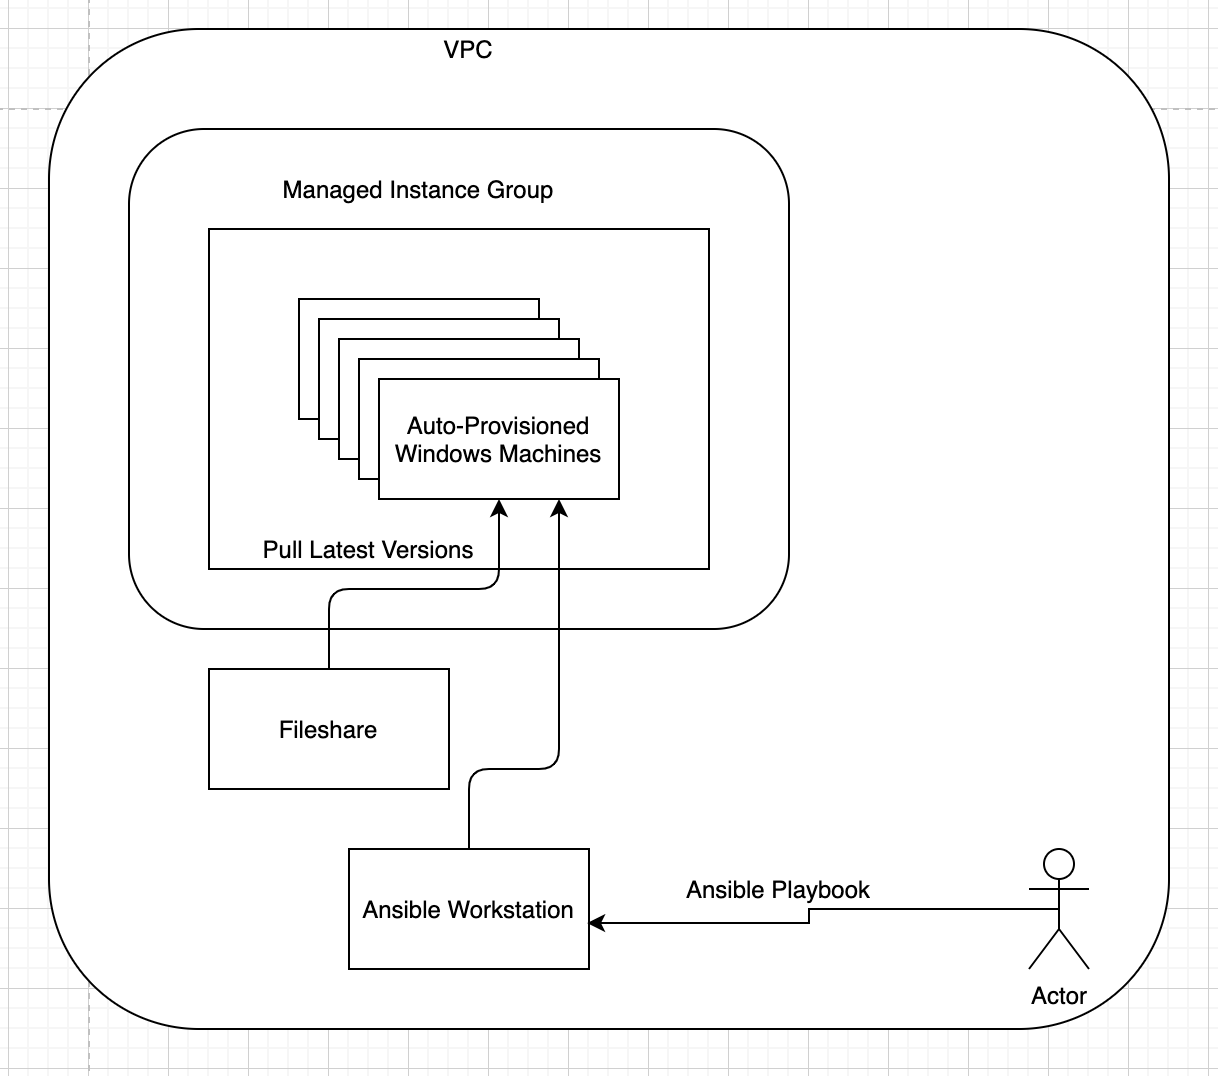 VPC
Managed Instance Group
Auto-Provisioned
Windows Machines
Pull Latest Versions
Fileshare
Ansible Workstation
Ansible Playbook
Actor